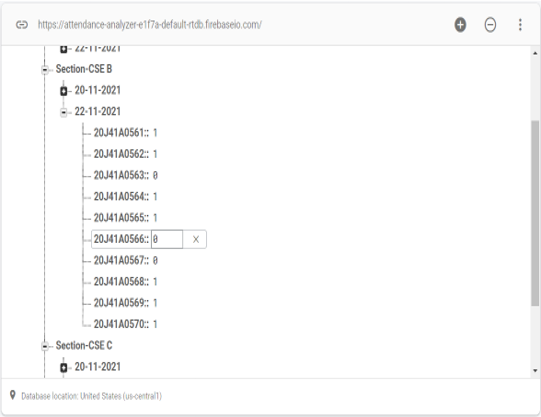 https://attendance-analyzer-e1f7a-default-rtdb.firebaseio.com/
22-11-2021
Section-CSE B
20-11-2021
22-11-2021
20J41A0561:: 1
20J41A0562:: 1
20J41A0563:: 0
20J41A0564:: 1
20J41A0565:: 1
20J41A0566:: 0
20J41A0567:: 0
20J41A0568:: 1
20J41A0569:: 1
20J41A0570:: 1
Section-CSE C
20-11-2021
Database location: United States (us-central1)